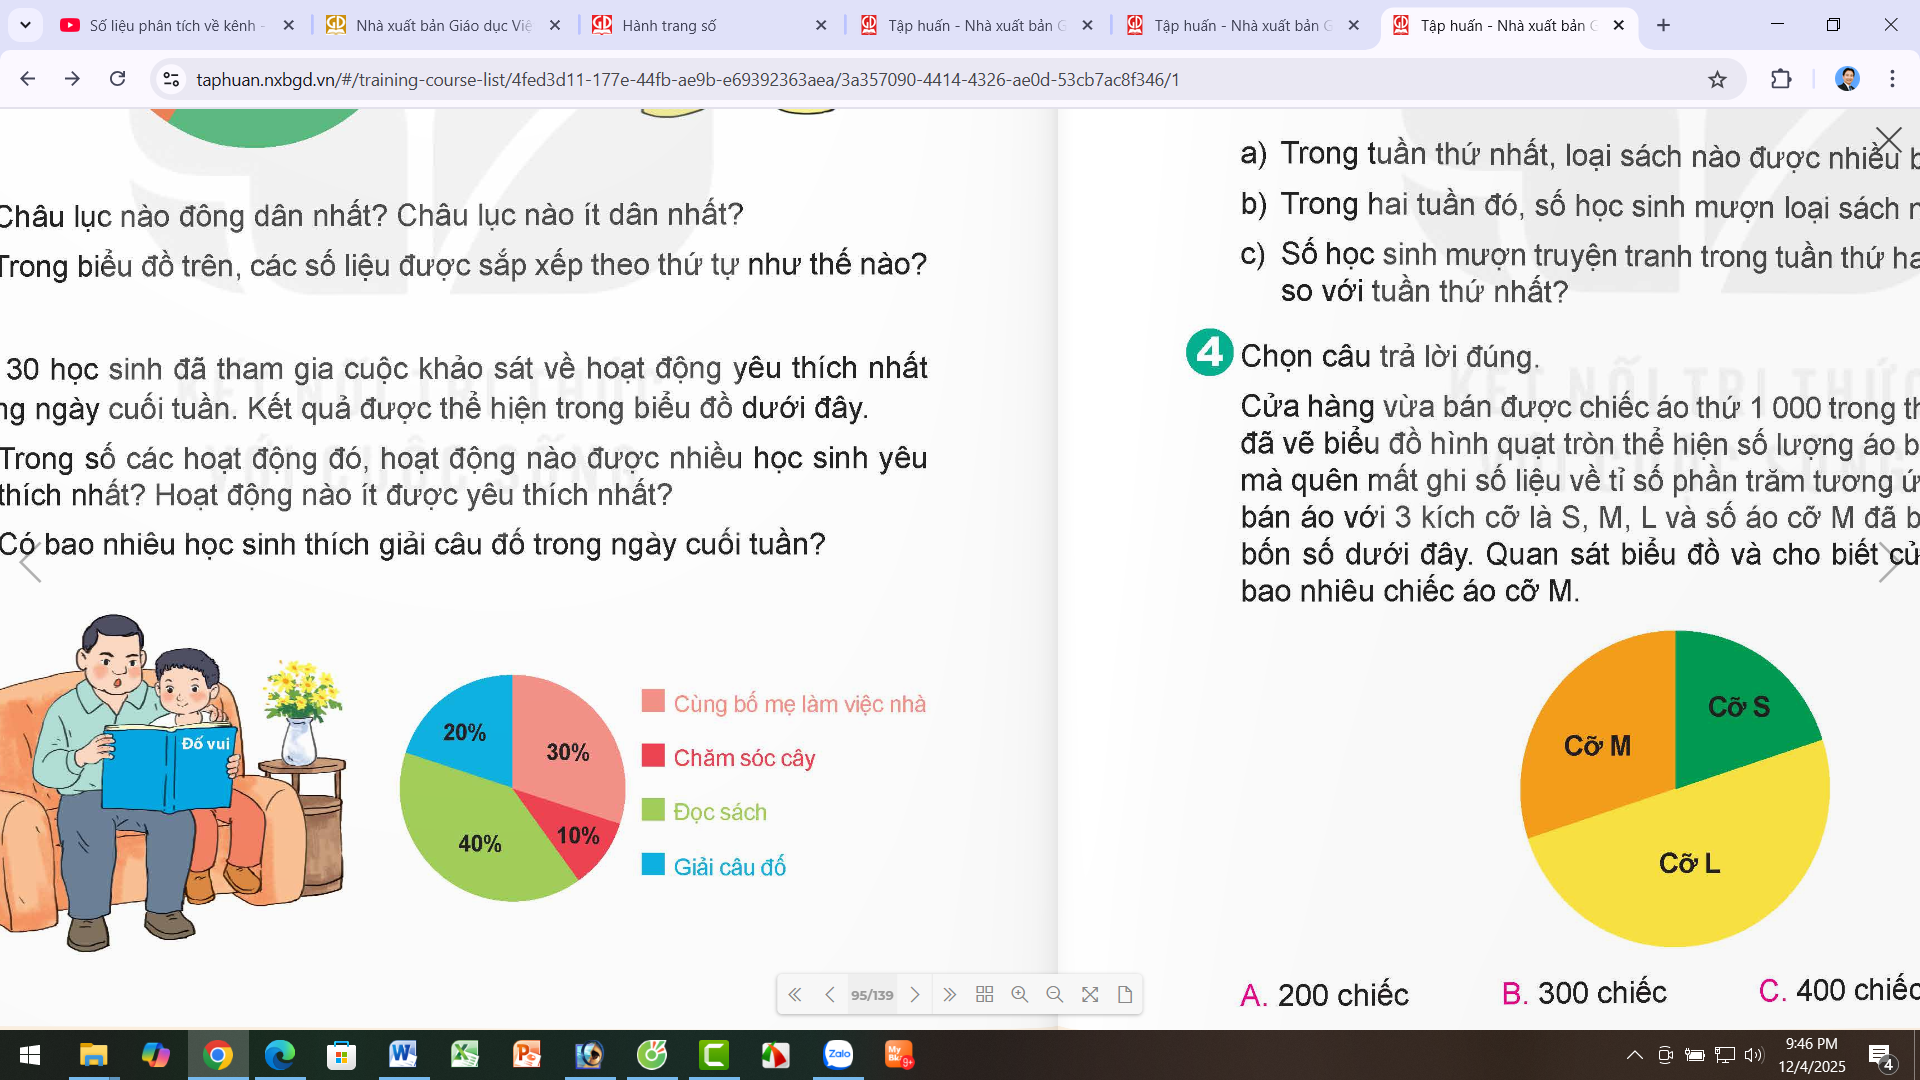 Số liệu phân tích về kênh -
Nhà xuất bản Giáo dục Việ
Hành trang số
Tập huấn - Nhà xuất bản G
Tập huấn - Nhà xuất bản G
Tập huấn - Nhà xuất bản G
taphuan.nxbgd.vn/#/training-course-list/4fed3d11-177e-44fb-ae9b-e69392363aea/3a357090-4414-4326-ae0d-53cb7ac8f346/1
Châu lục nào đông dân nhất? Châu lục nào ít dân nhất?
Trong biểu đồ trên, các số liệu được sắp xếp theo thứ tự như thế nào?
30 học sinh đã tham gia cuộc khảo sát về hoạt động yêu thích nhất
ng ngày cuối tuần. Kết quả được thể hiện trong biểu đồ dưới đây.
Trong số các hoạt động đó, hoạt động nào được nhiều học sinh yêu
thích nhất? Hoạt động nào ít được yêu thích nhất?
Có bao nhiêu học sinh thích giải câu đố trong ngày cuối tuần?
Đố vui
20%
30%
40%
10%
Cùng bố mẹ làm việc nhà
Chăm sóc cây
Đọc sách
Giải câu đố
KẾT NỐI TRI THỨC
VỚI CUỘC SỐNG
a) Trong tuần thứ nhất, loại sách nào được nhiều b
b) Trong hai tuần đó, số học sinh mượn loại sách n
c) Số học sinh mượn truyện tranh trong tuần thứ ha
so với tuần thứ nhất?
4 Chọn câu trả lời đúng.
Cửa hàng vừa bán được chiếc áo thứ 1 000 trong th
đã vẽ biểu đồ hình quạt tròn thể hiện số lượng áo b
mà quên mất ghi số liệu về tỉ số phần trăm tương ứ
bán áo với 3 kích cỡ là S, M, L và số áo cỡ M đã b
bốn số dưới đây. Quan sát biểu đồ và cho biết cử
bao nhiêu chiếc áo cỡ M.
Cỡ S
Cỡ M
Cỡ L
A. 200 chiếc
B. 300 chiếc
C. 400 chiếc
95/139
Zalo
9:46 PM
12/4/2025
4